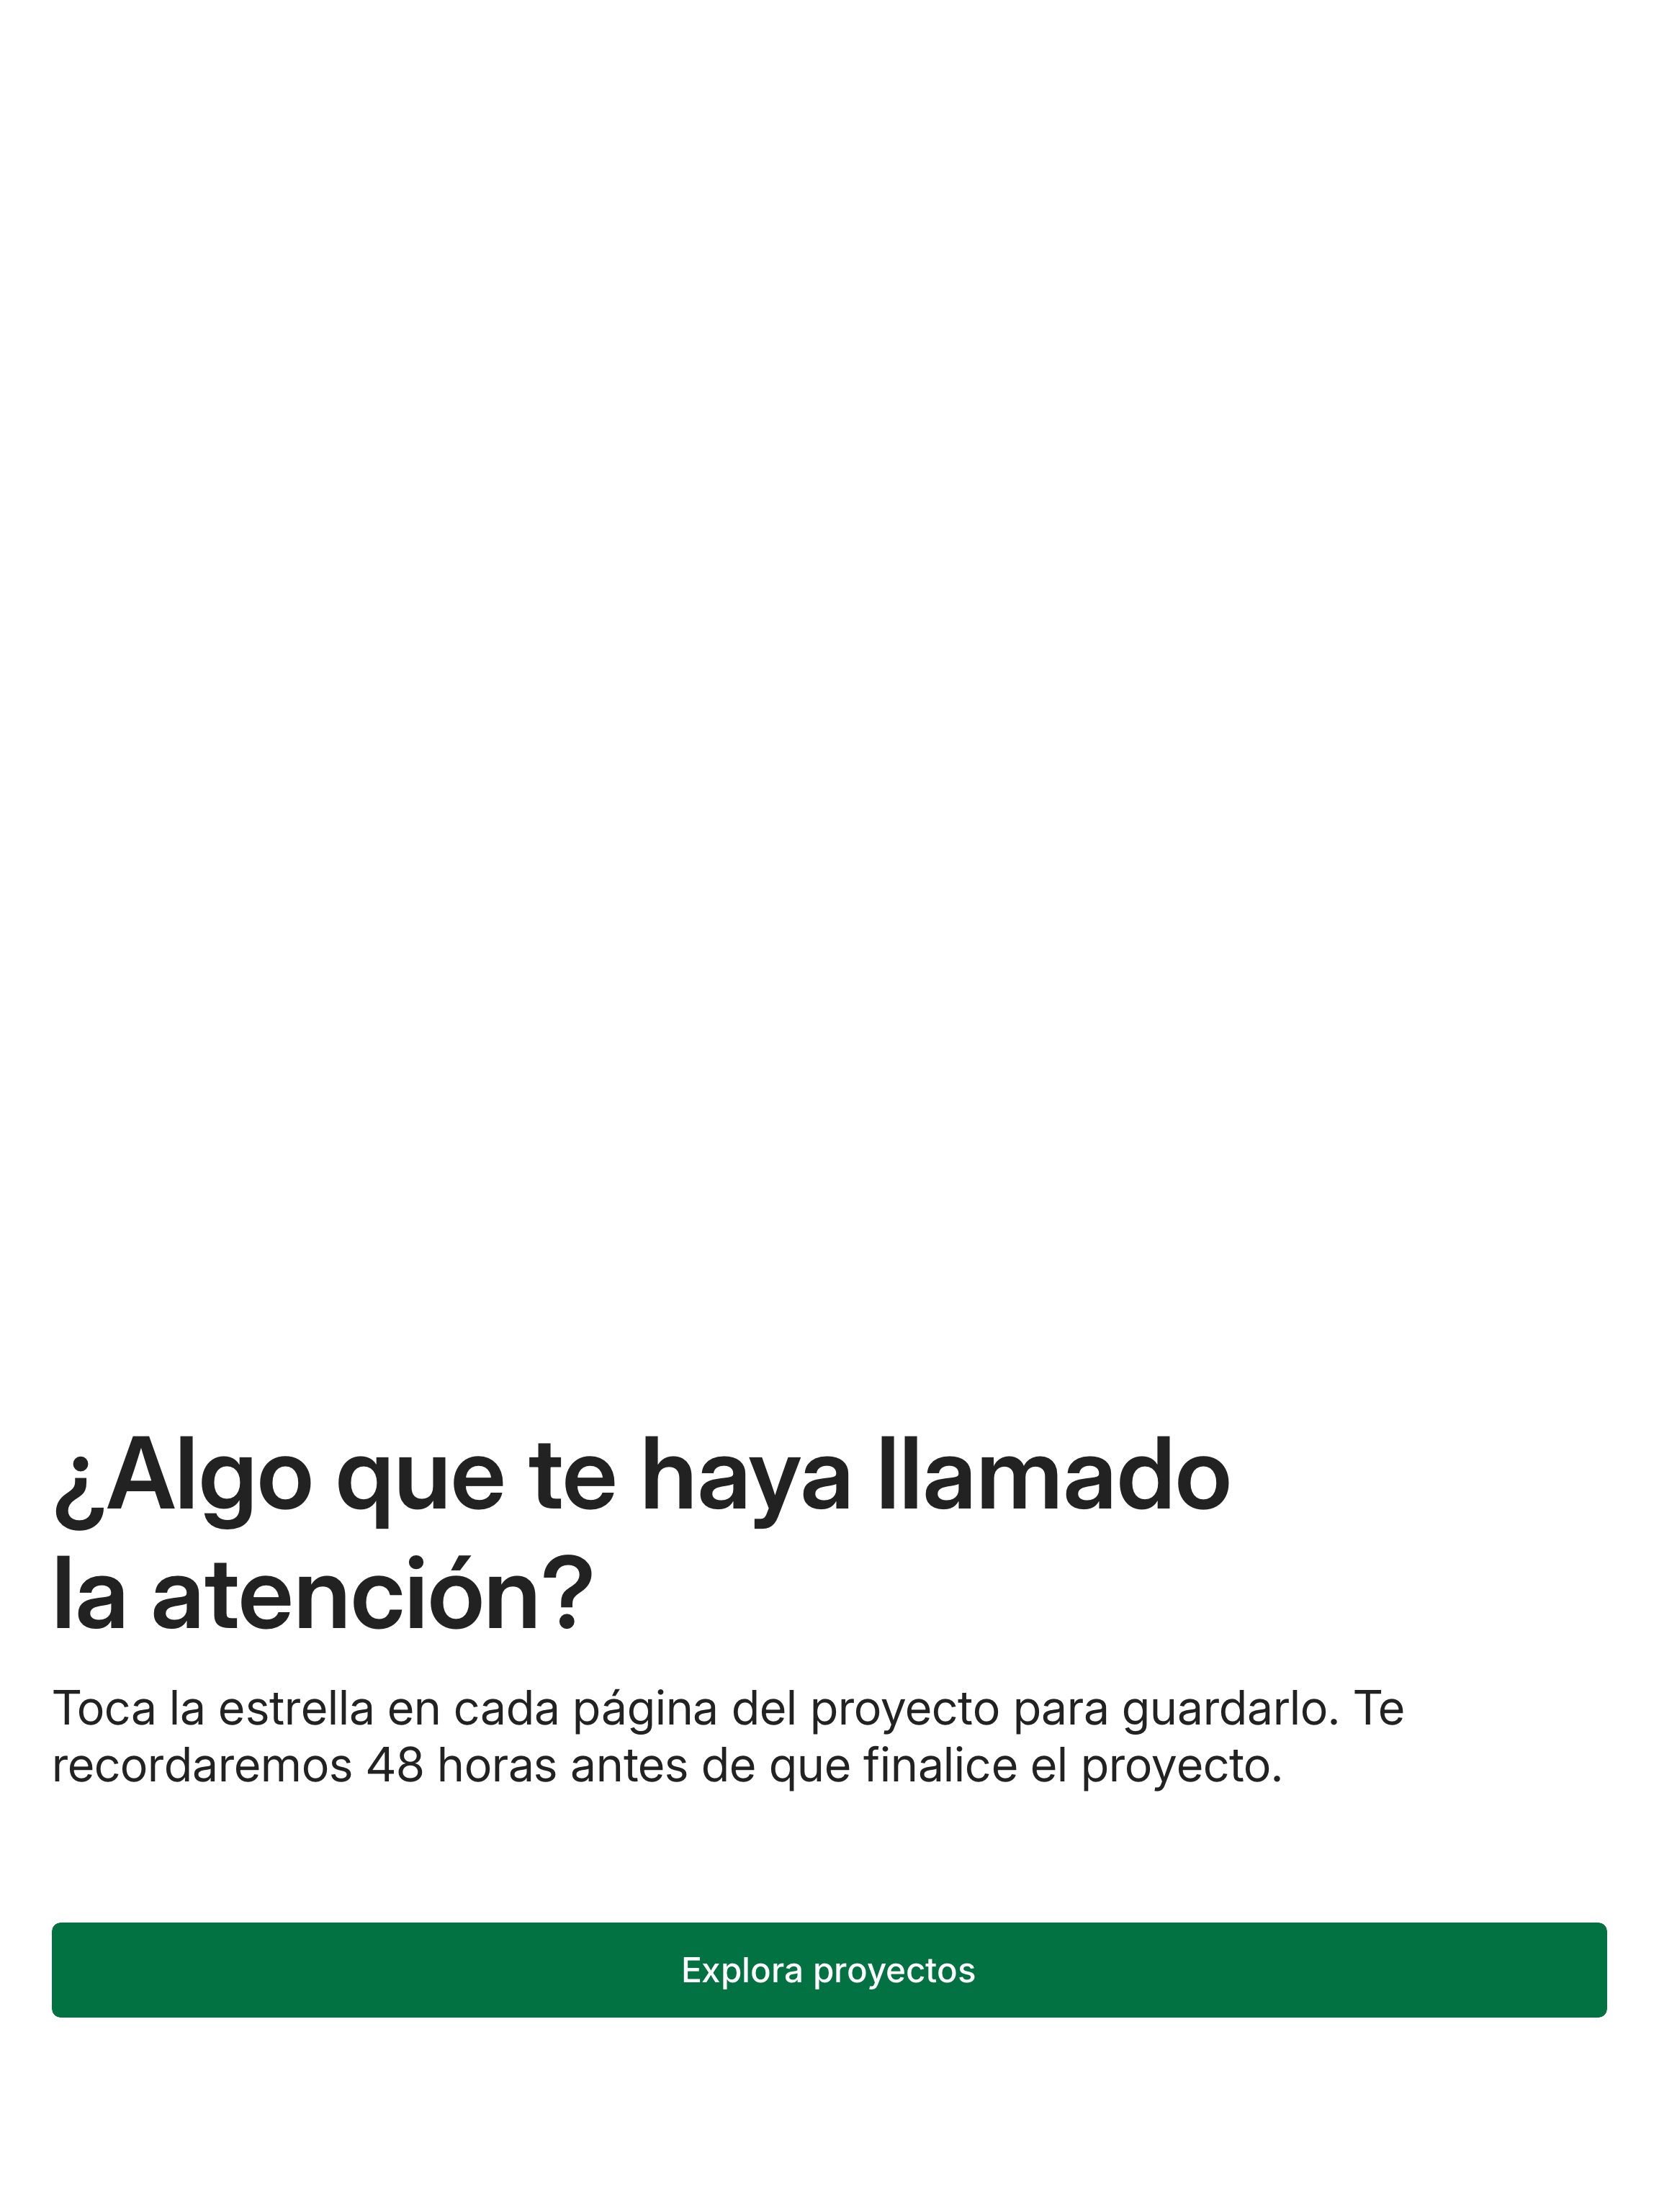 ¿Algo que te haya llamado
la atención?
Toca la estrella en cada página del proyecto para guardarlo. Te
recordaremos 48 horas antes de que finalice el proyecto.
Explora proyectos